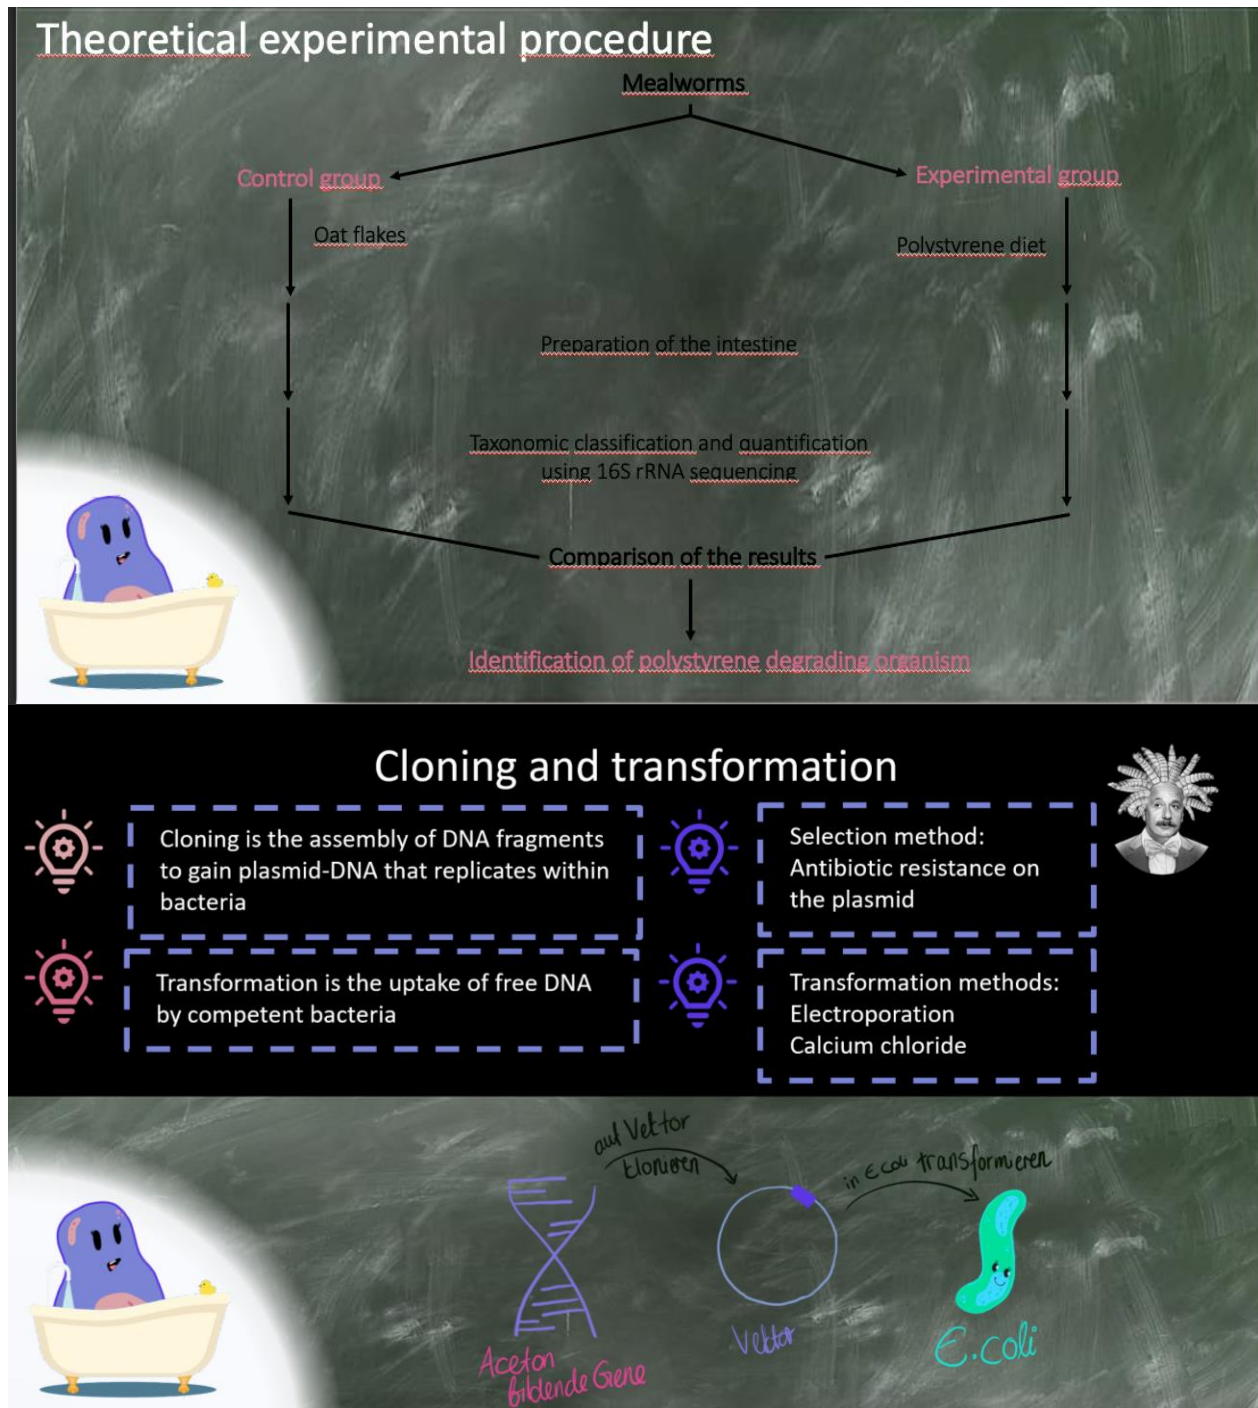 Theoretical experimental procedure
Mealworms
Control group
Experimental group
Oat flakes
Polystyrene diet
Preparation of the intestine
Taxonomic classification and quantification
using 16S rRNA sequencing
Comparison of the results
Identification of polystyrene degrading organism
Cloning and transformation
Cloning is the assembly of DNA fragments
to gain plasmid-DNA that replicates within
bacteria
Selection method:
Antibiotic resistance on
the plasmid
Transformation is the uptake of free DNA
by competent bacteria
Transformation methods:
Electroporation
Calcium chloride
auf Vektor
klonieren
in E coli transformieren
Vektor
E.coli
Aceton
bildende Gene